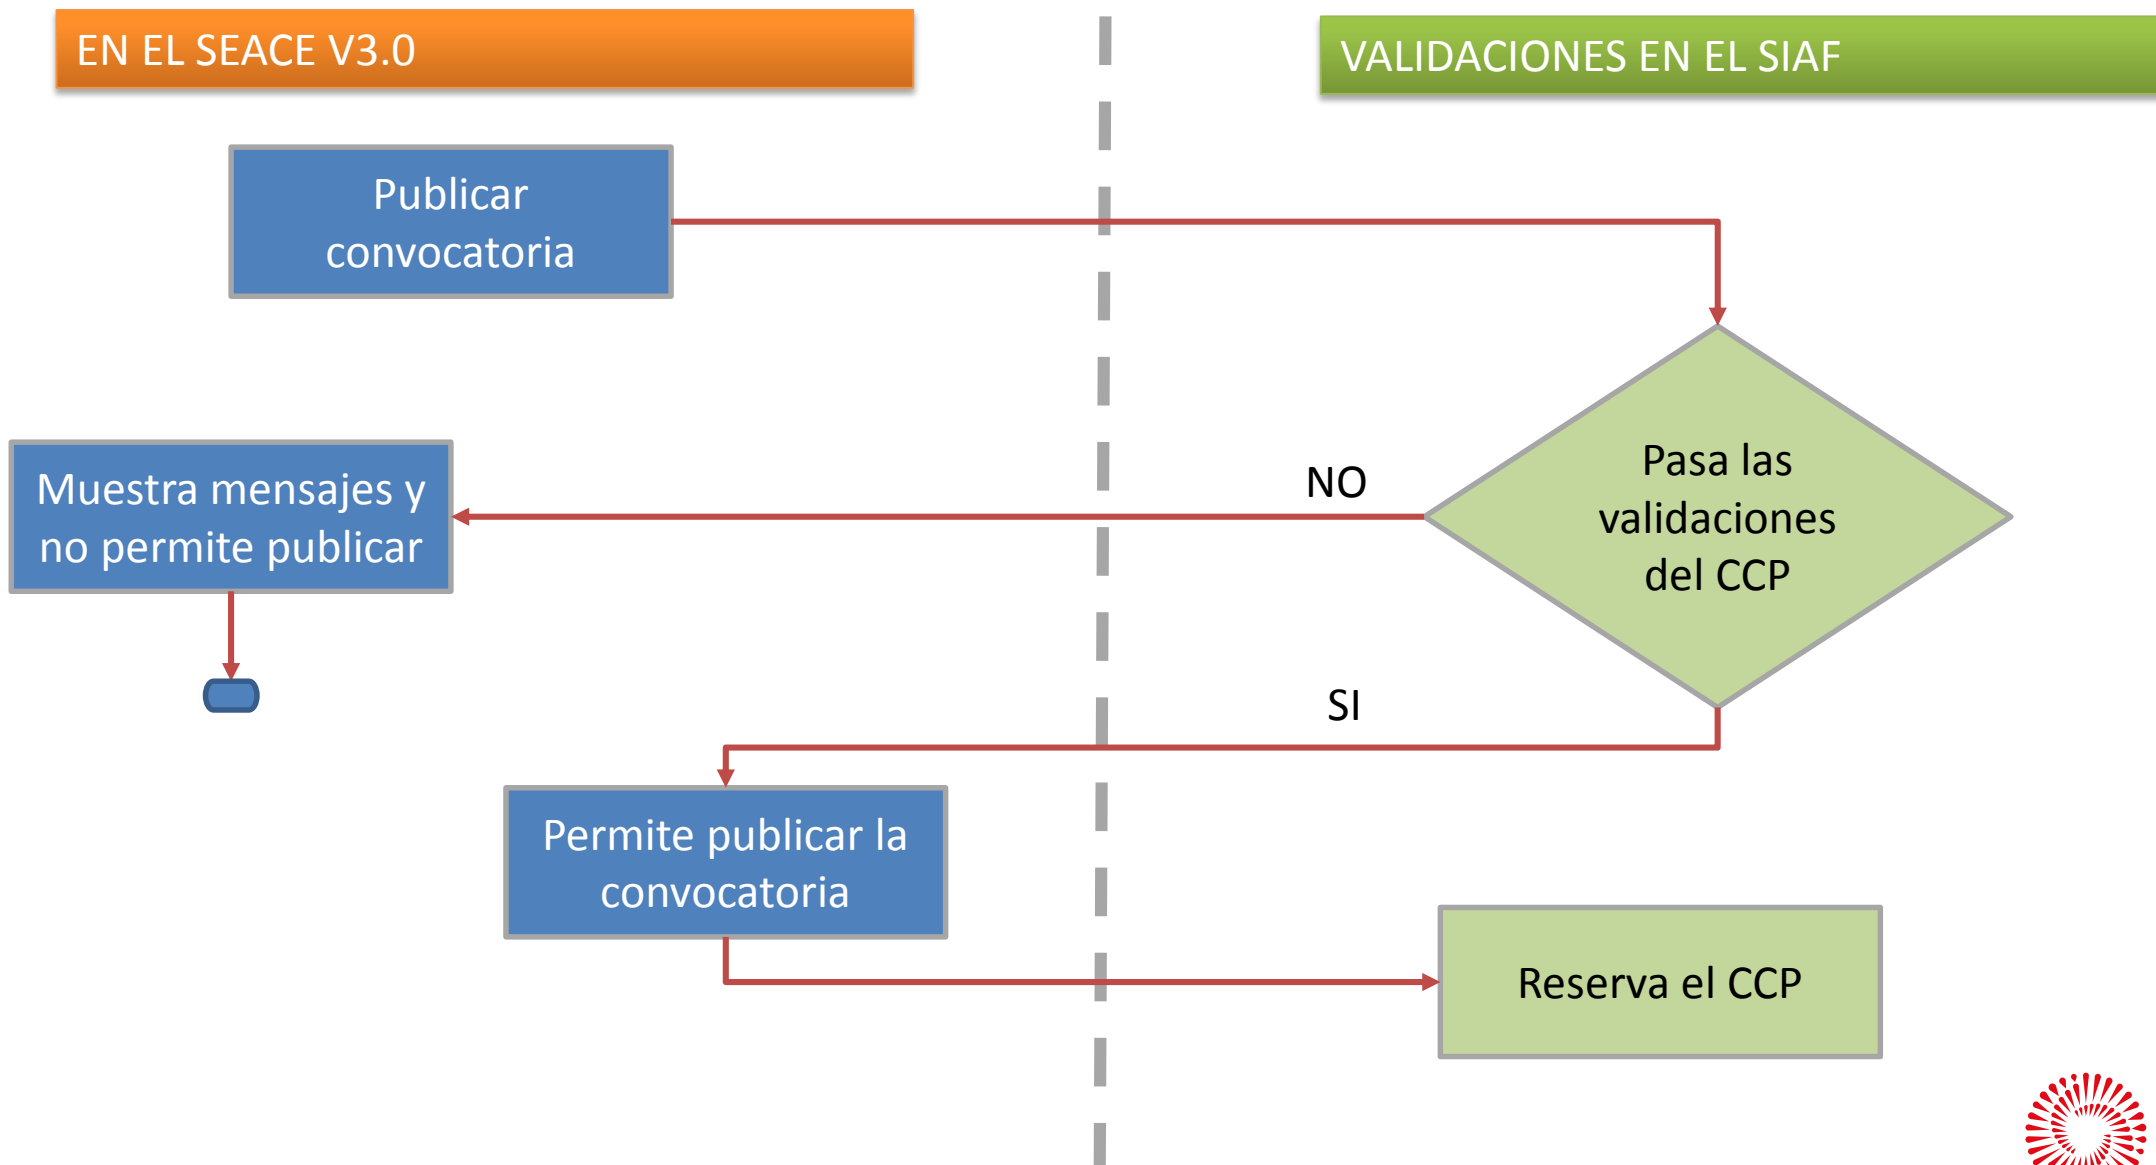 EN EL SEACE V3.0
VALIDACIONES EN EL SIAF
Publicar
convocatoria
Pasa las
validaciones
del CCP
NO
Muestra mensajes y
no permite publicar
SI
Permite publicar la
convocatoria
Reserva el CCP